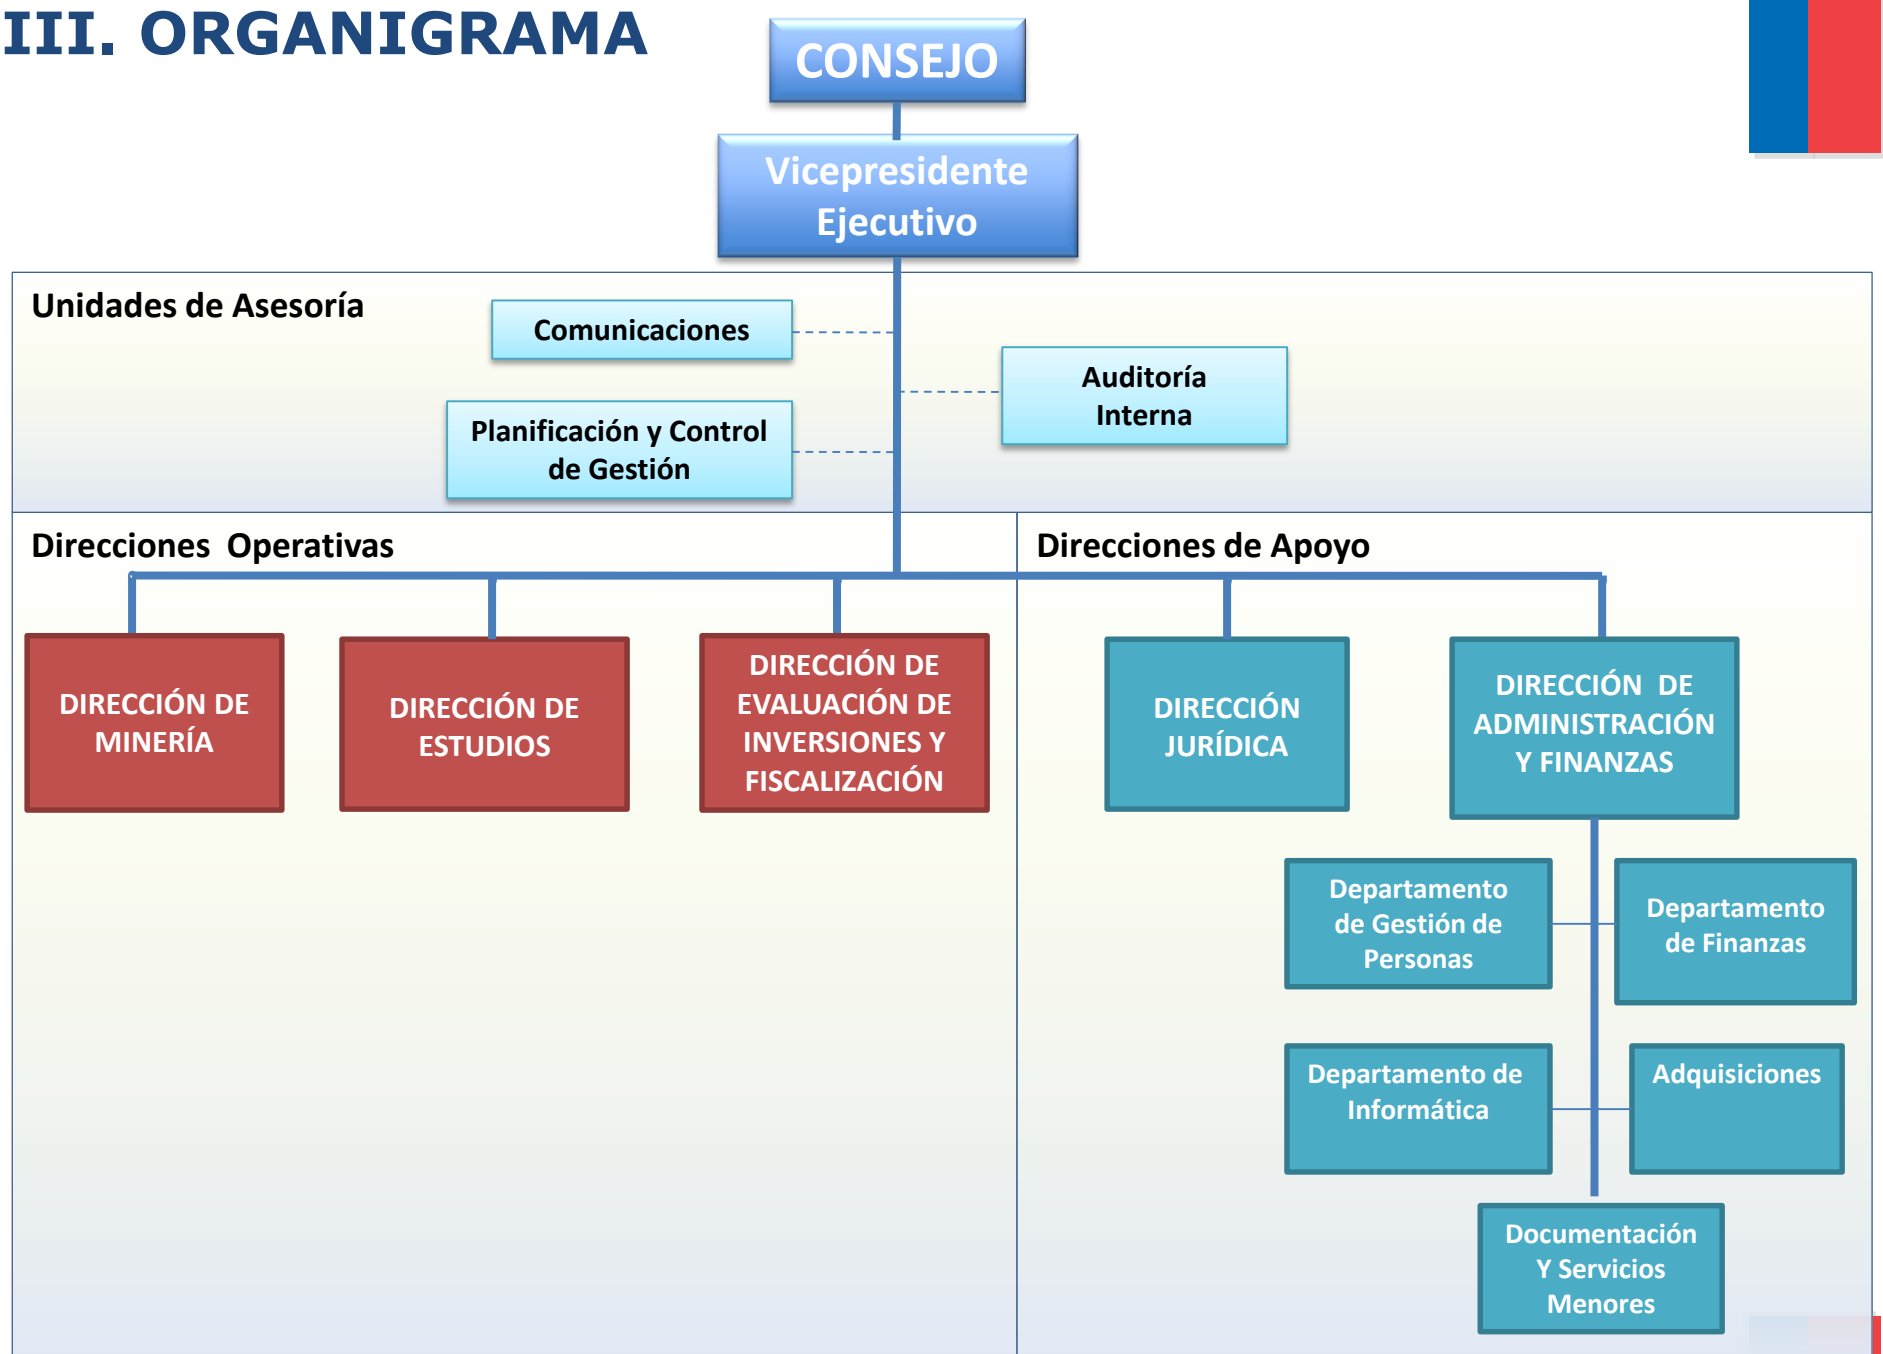 III. ORGANIGRAMA
CONSEJO
Vicepresidente
Ejecutivo
Unidades de Asesoría
Comunicaciones
Auditoría
Interna
Planificación y Control
de Gestión
Direcciones  Operativas
Direcciones de Apoyo
DIRECCIÓN DE
MINERÍA
DIRECCIÓN DE
ESTUDIOS
DIRECCIÓN DE
EVALUACIÓN DE
INVERSIONES Y
FISCALIZACIÓN
DIRECCIÓN
JURÍDICA
DIRECCIÓN  DE
ADMINISTRACIÓN
Y FINANZAS
Departamento
de Gestión de
Personas
Departamento
de Finanzas
Departamento de
Informática
Adquisiciones
Documentación
Y Servicios
Menores